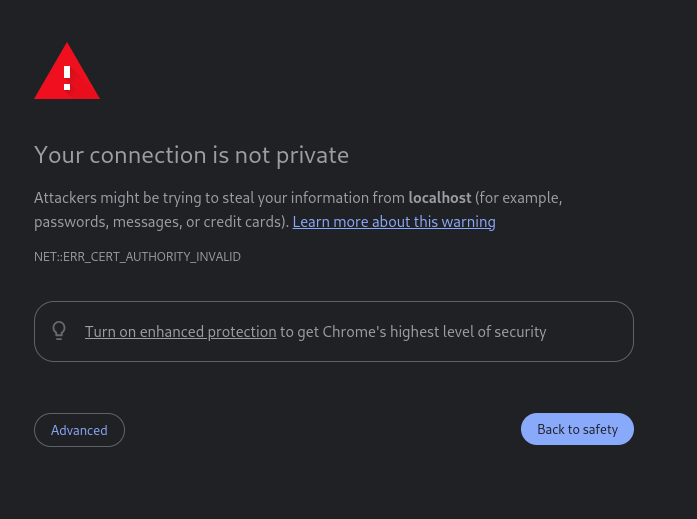 Your connection is not private
Attackers might be trying to steal your information from localhost (for example,
passwords, messages, or credit cards). Learn more about this warning
NET::ERR_CERT_AUTHORITY_INVALID
Turn on enhanced protection to get Chrome's highest level of security
Advanced
Back to safety